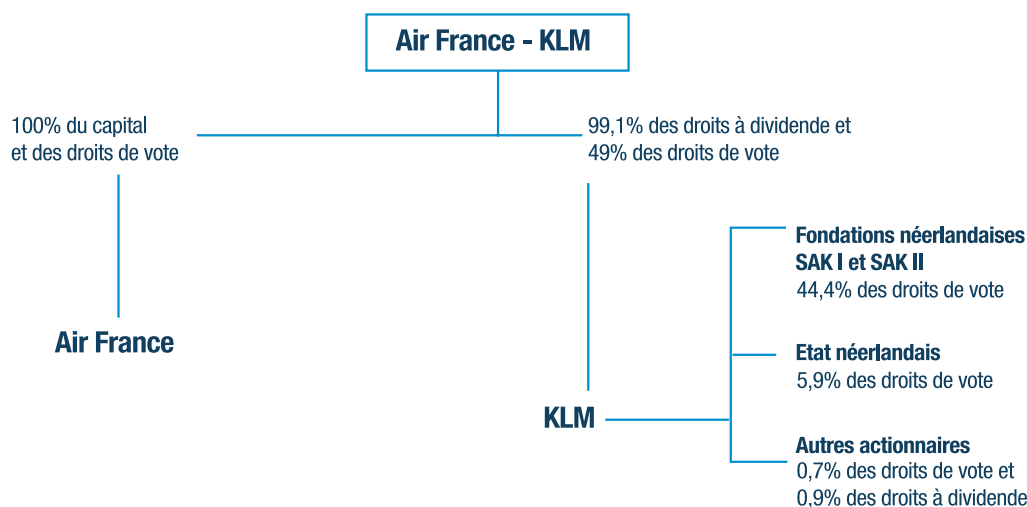 Air France - KLM
100% du capital
et des droits de vote
99,1% des droits à dividende et
49% des droits de vote
Air France
KLM
Fondations néerlandaises
SAK I et SAK II
44,4% des droits de vote
Etat néerlandais
5,9% des droits de vote
Autres actionnaires
0,7% des droits de vote et
0,9% des droits à dividende